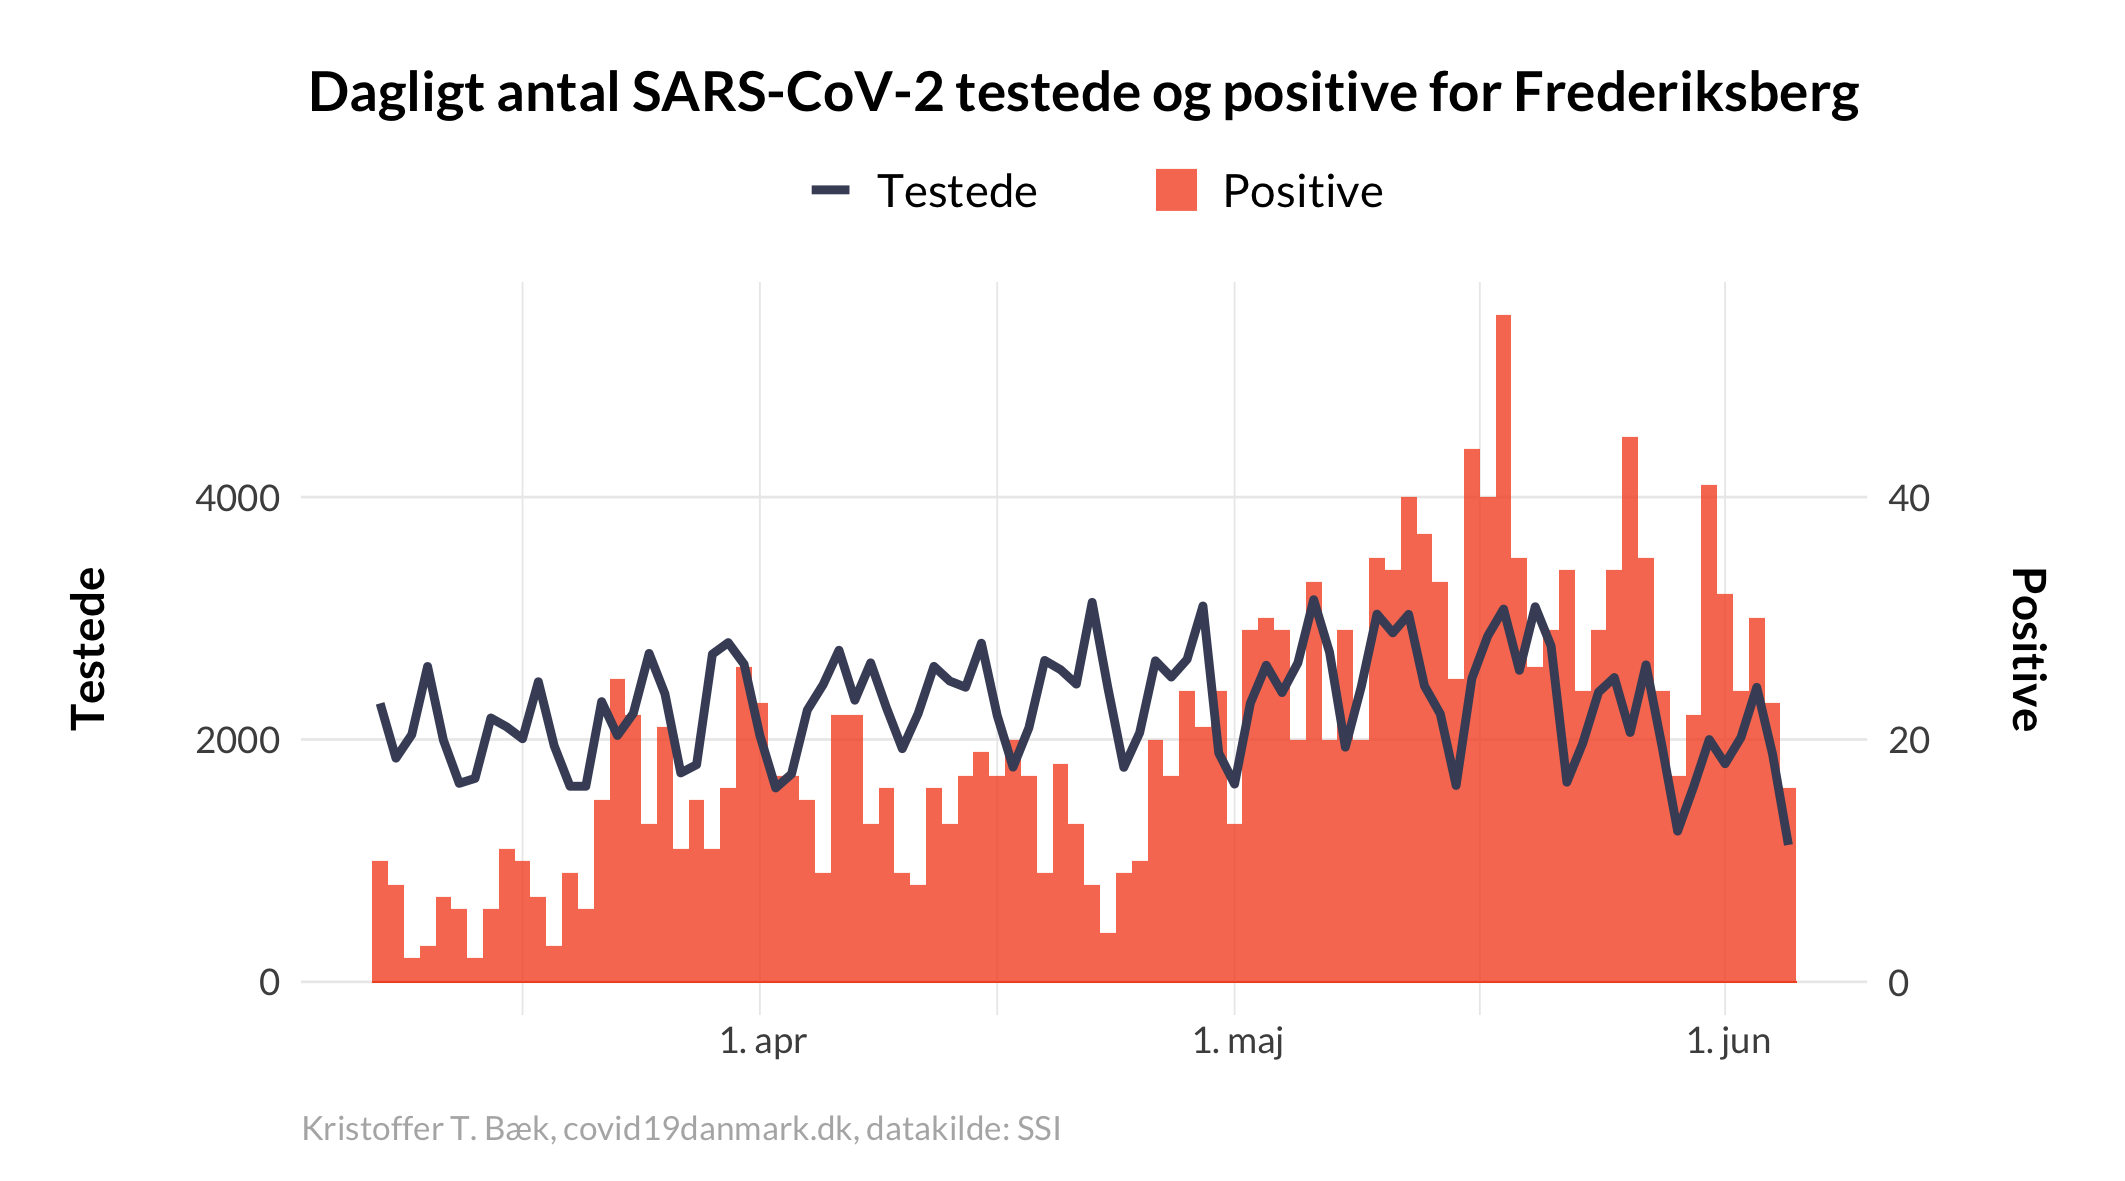 Dagligt antal SARS-CoV-2 testede og positive for Frederiksberg
Testede
Positive
4000
2000
0
Testede
40
20
0
Positive
1. apr
1. maj
1. jun
Kristoffer T. Bæk, covid19danmark.dk, datakilde: SSI